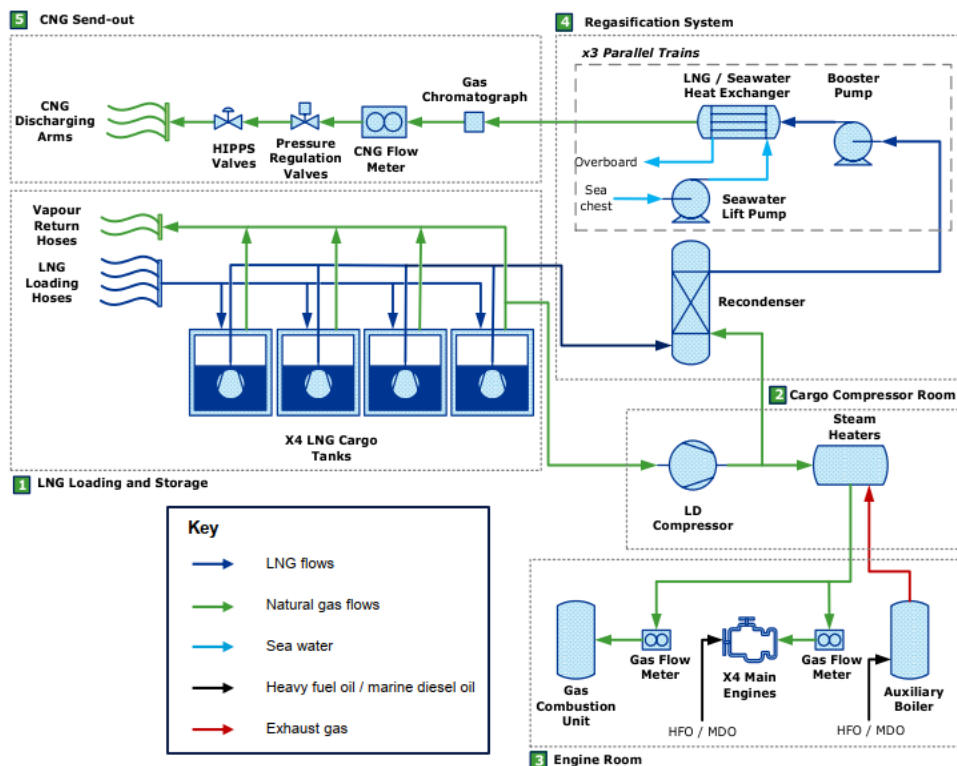 5 CNG Send-out
CNG
Discharging
Arms
HIPPS
Valves
Pressure
Regulation
Valves
CNG Flow
Meter
Gas
Chromatograph
4 Regasification System
x3 Parallel Trains
LNG / Seawater
Heat Exchanger
Booster
Pump
Overboard
Sea
chest
Seawater
Lift Pump
Recondenser
Vapour
Return
Hoses
LNG
Loading
Hoses
X4 LNG Cargo
Tanks
1 LNG Loading and Storage
2 Cargo Compressor Room
Steam
Heaters
LD
Compressor
Key
LNG flows
Natural gas flows
Sea water
Heavy fuel oil / marine diesel oil
Exhaust gas
Gas
Combustion
Unit
Gas Flow
Meter
X4 Main
Engines
Gas Flow
Meter
Auxiliary
Boiler
HFO / MDO
HFO / MDO
3 Engine Room